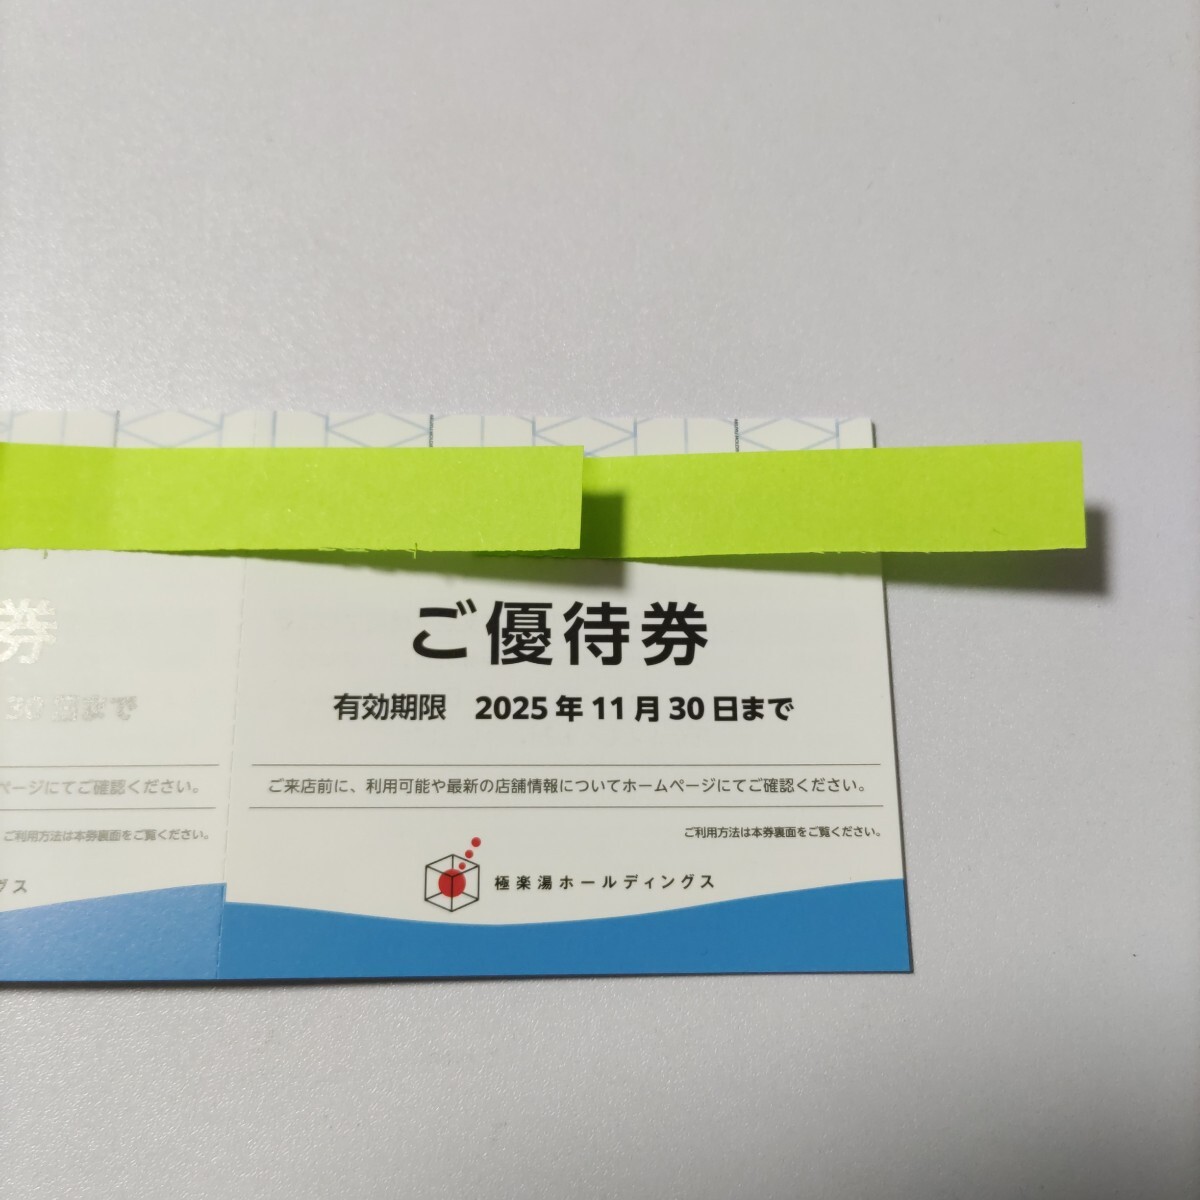 ご優待券
有効期限 2025年11月30日まで
ご来店前に、利用可能や最新の店舗情報についてホームページにてご確認ください。
ご利用方法は本券裏面をご覧ください。
極楽湯ホールディングス
券
30日まで
ページにてご確認ください。
ご利用方法は本券裏面をご覧ください。
グス